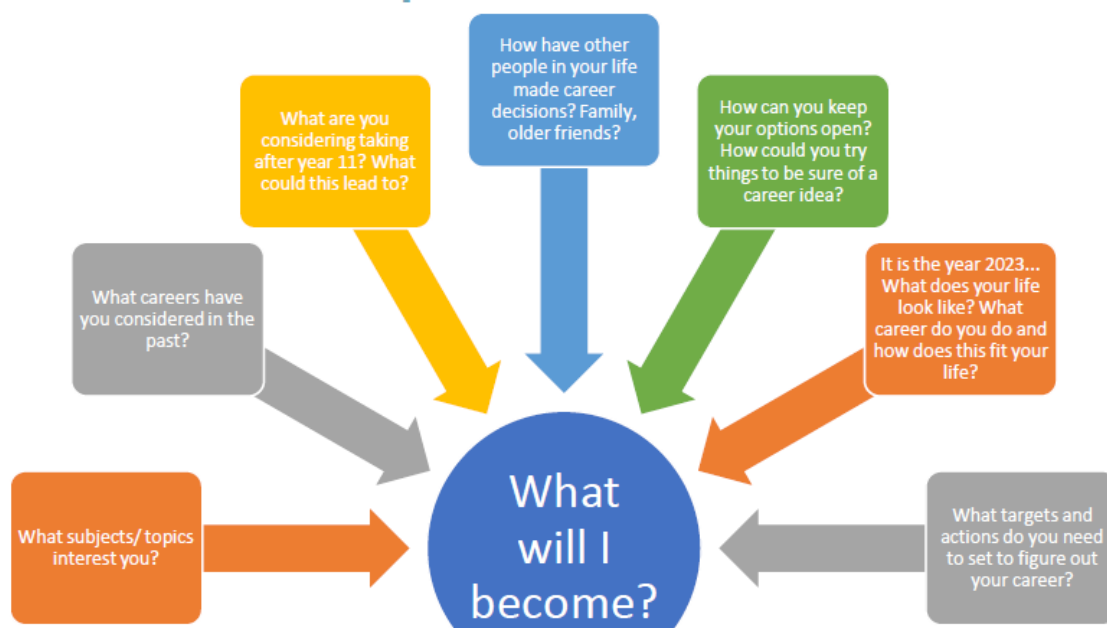 How have other
people in your life
made career
decisions? Family,
older friends?
What are you
considering taking
after year 11? What
could this lead to?
How can you keep
your options open?
How could you try
things to be sure of a
career idea?
What careers have
you considered in the
past?
It is the year 2023...
What does your life
look like? What
career do you do and
how does this fit your
life?
What subjects/ topics
interest you?
What
will I
become?
What targets and
actions do you need
to set to figure out
your career?